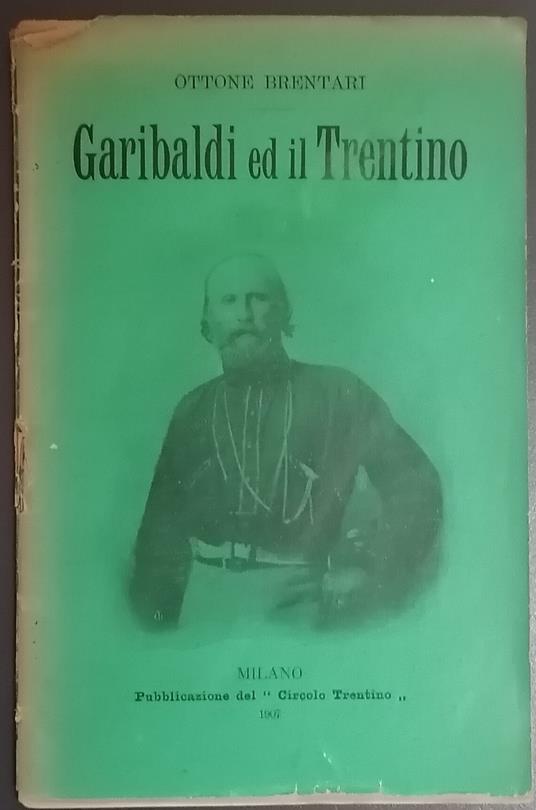 OTTONE BRENTARI
Garibaldi ed il Trentino
MILANO
Pubblicazione del " Circolo Trentino „
1907